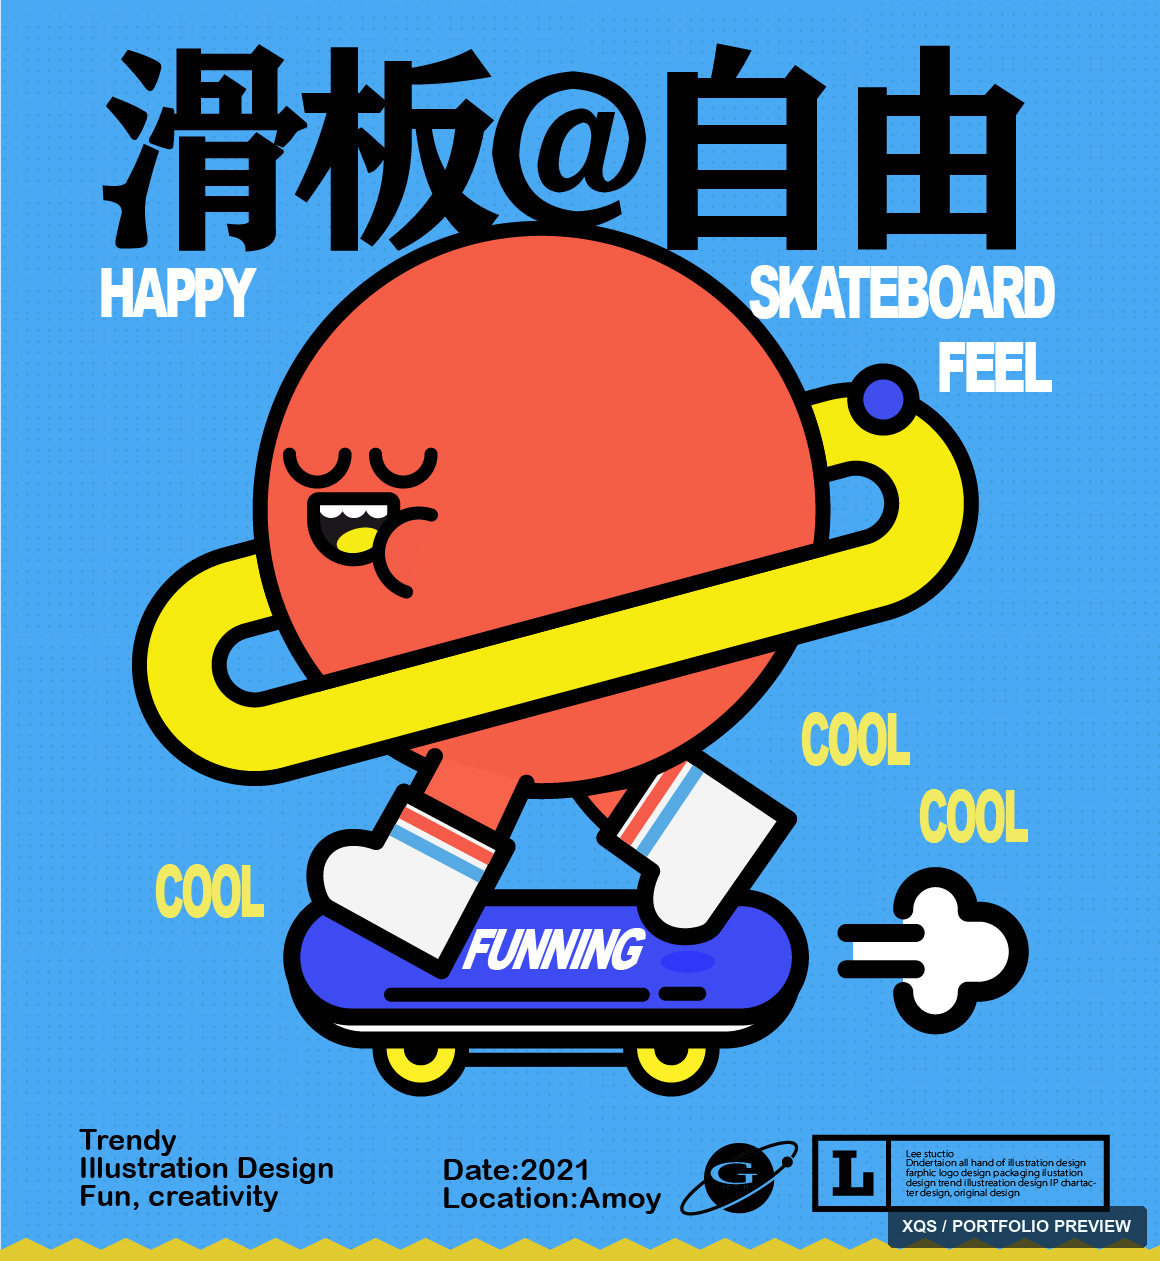 滑板@自由
HAPPY
SKATEBOARD
FEEL
COOL
COOL
COOL
FUNNING
Trendy
Illustration Design
Fun, creativity
Date:2021
Location:Amoy
G
L
Lee stuctio
Dndertaion all hand of illustration design
farphic logo design packaging ilustation
design trend illustreation design IP chartac-
ter design, original design
XQS / PORTFOLIO PREVIEW